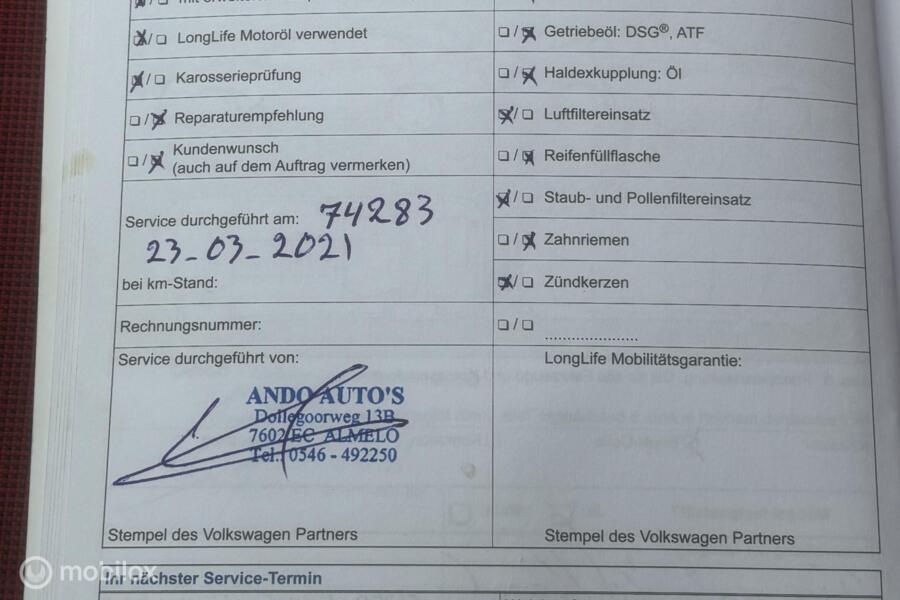 LongLife Motoröl verwendet
Karosserieprüfung
Reparaturempfehlung
Kundenwunsch
(auch auf dem Auftrag vermerken)
Service durchgeführt am: 74283
23-03-2021
bei km-Stand:
Rechnungsnummer:
Service durchgeführt von:
ANDO AUTO'S
Dollegoorweg 13B
7602 EC ALMELO
Tel.: 0546 - 492250
Stempel des Volkswagen Partners
Getriebeöl: DSG®, ATF
Haldexkupplung: Öl
Luftfiltereinsatz
Reifenfüllflasche
Staub- und Pollenfiltereinsatz
Zahnriemen
Zündkerzen
......................
LongLife Mobilitätsgarantie:
Stempel des Volkswagen Partners
Ihr nächster Service-Termin
mobilox